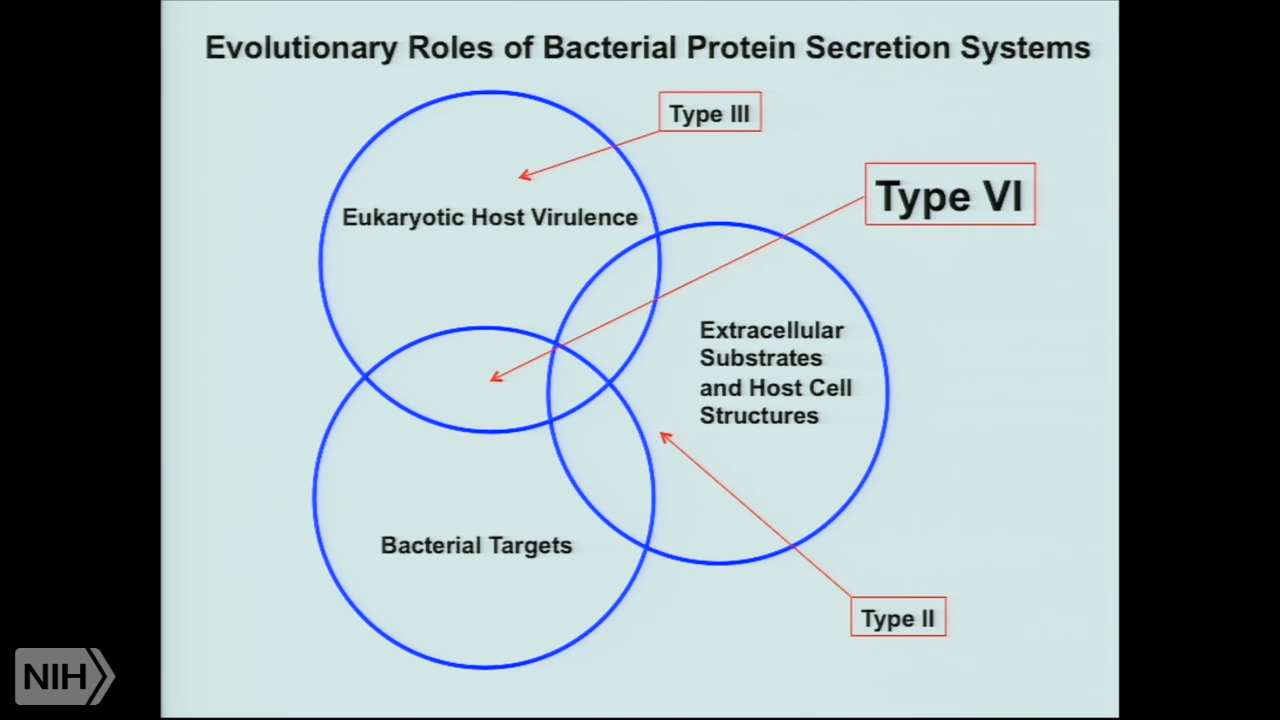 Evolutionary Roles of Bacterial Protein Secretion Systems
Type III
Type VI
Eukaryotic Host Virulence
Extracellular
Substrates
and Host Cell
Structures
Bacterial Targets
Type II
NIH